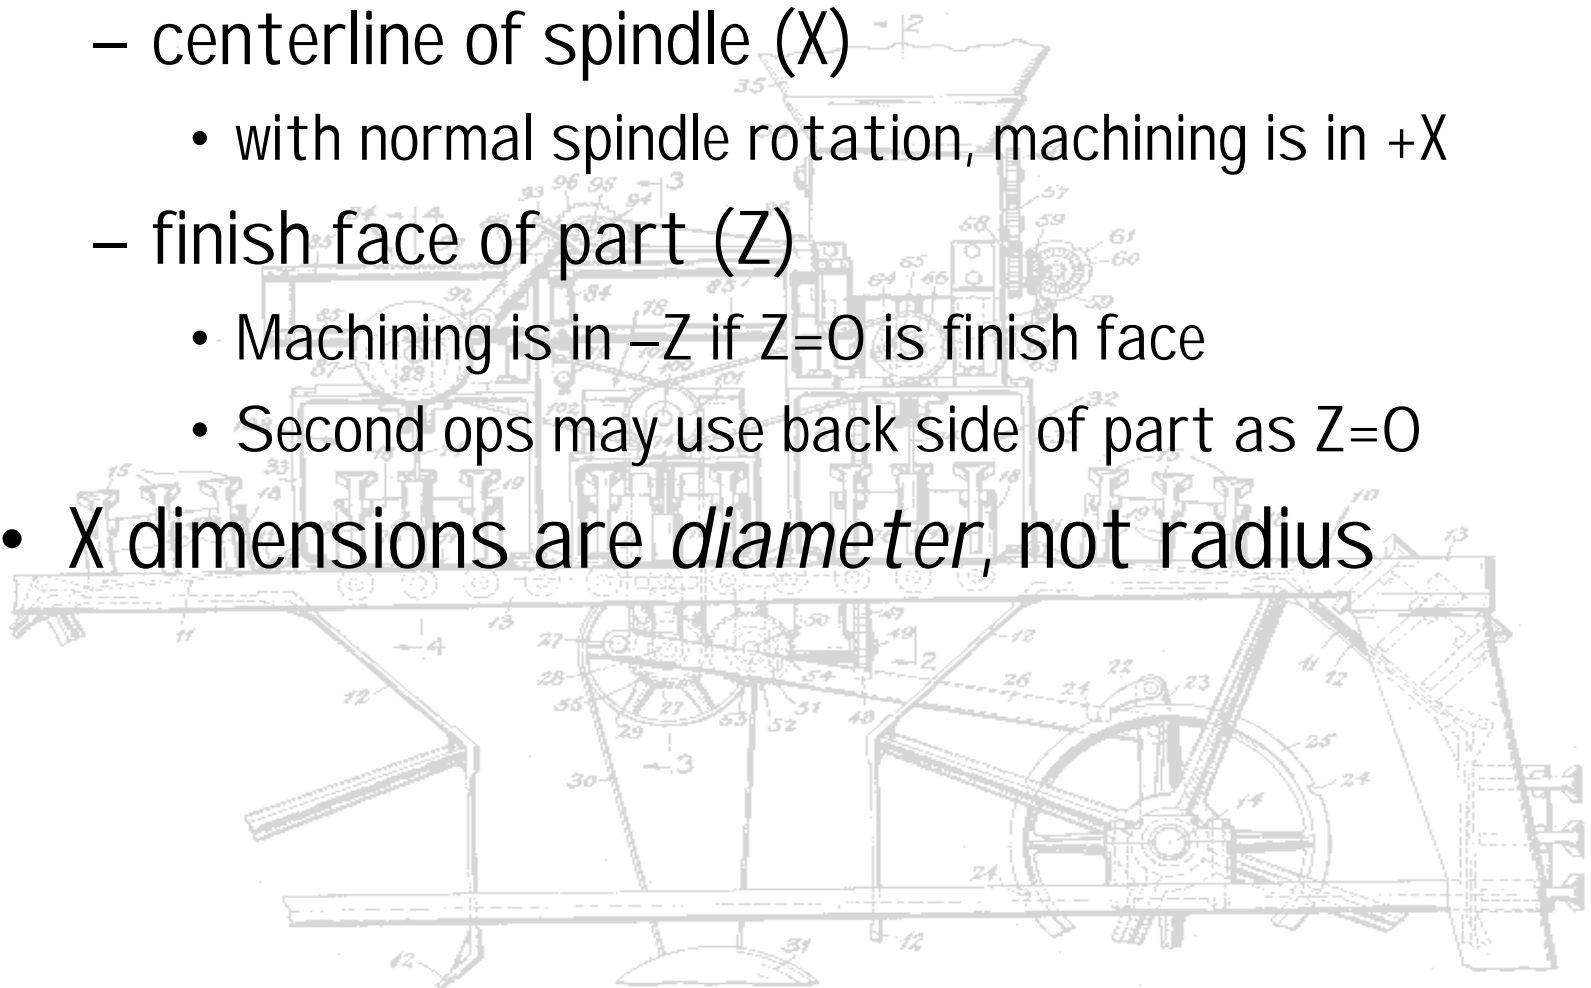 – centerline of spindle (X)
• with normal spindle rotation, machining is in +X
– finish face of part (Z)
• Machining is in –Z if Z=0 is finish face
• Second ops may use back side of part as Z=0
• X dimensions are diameter, not radius